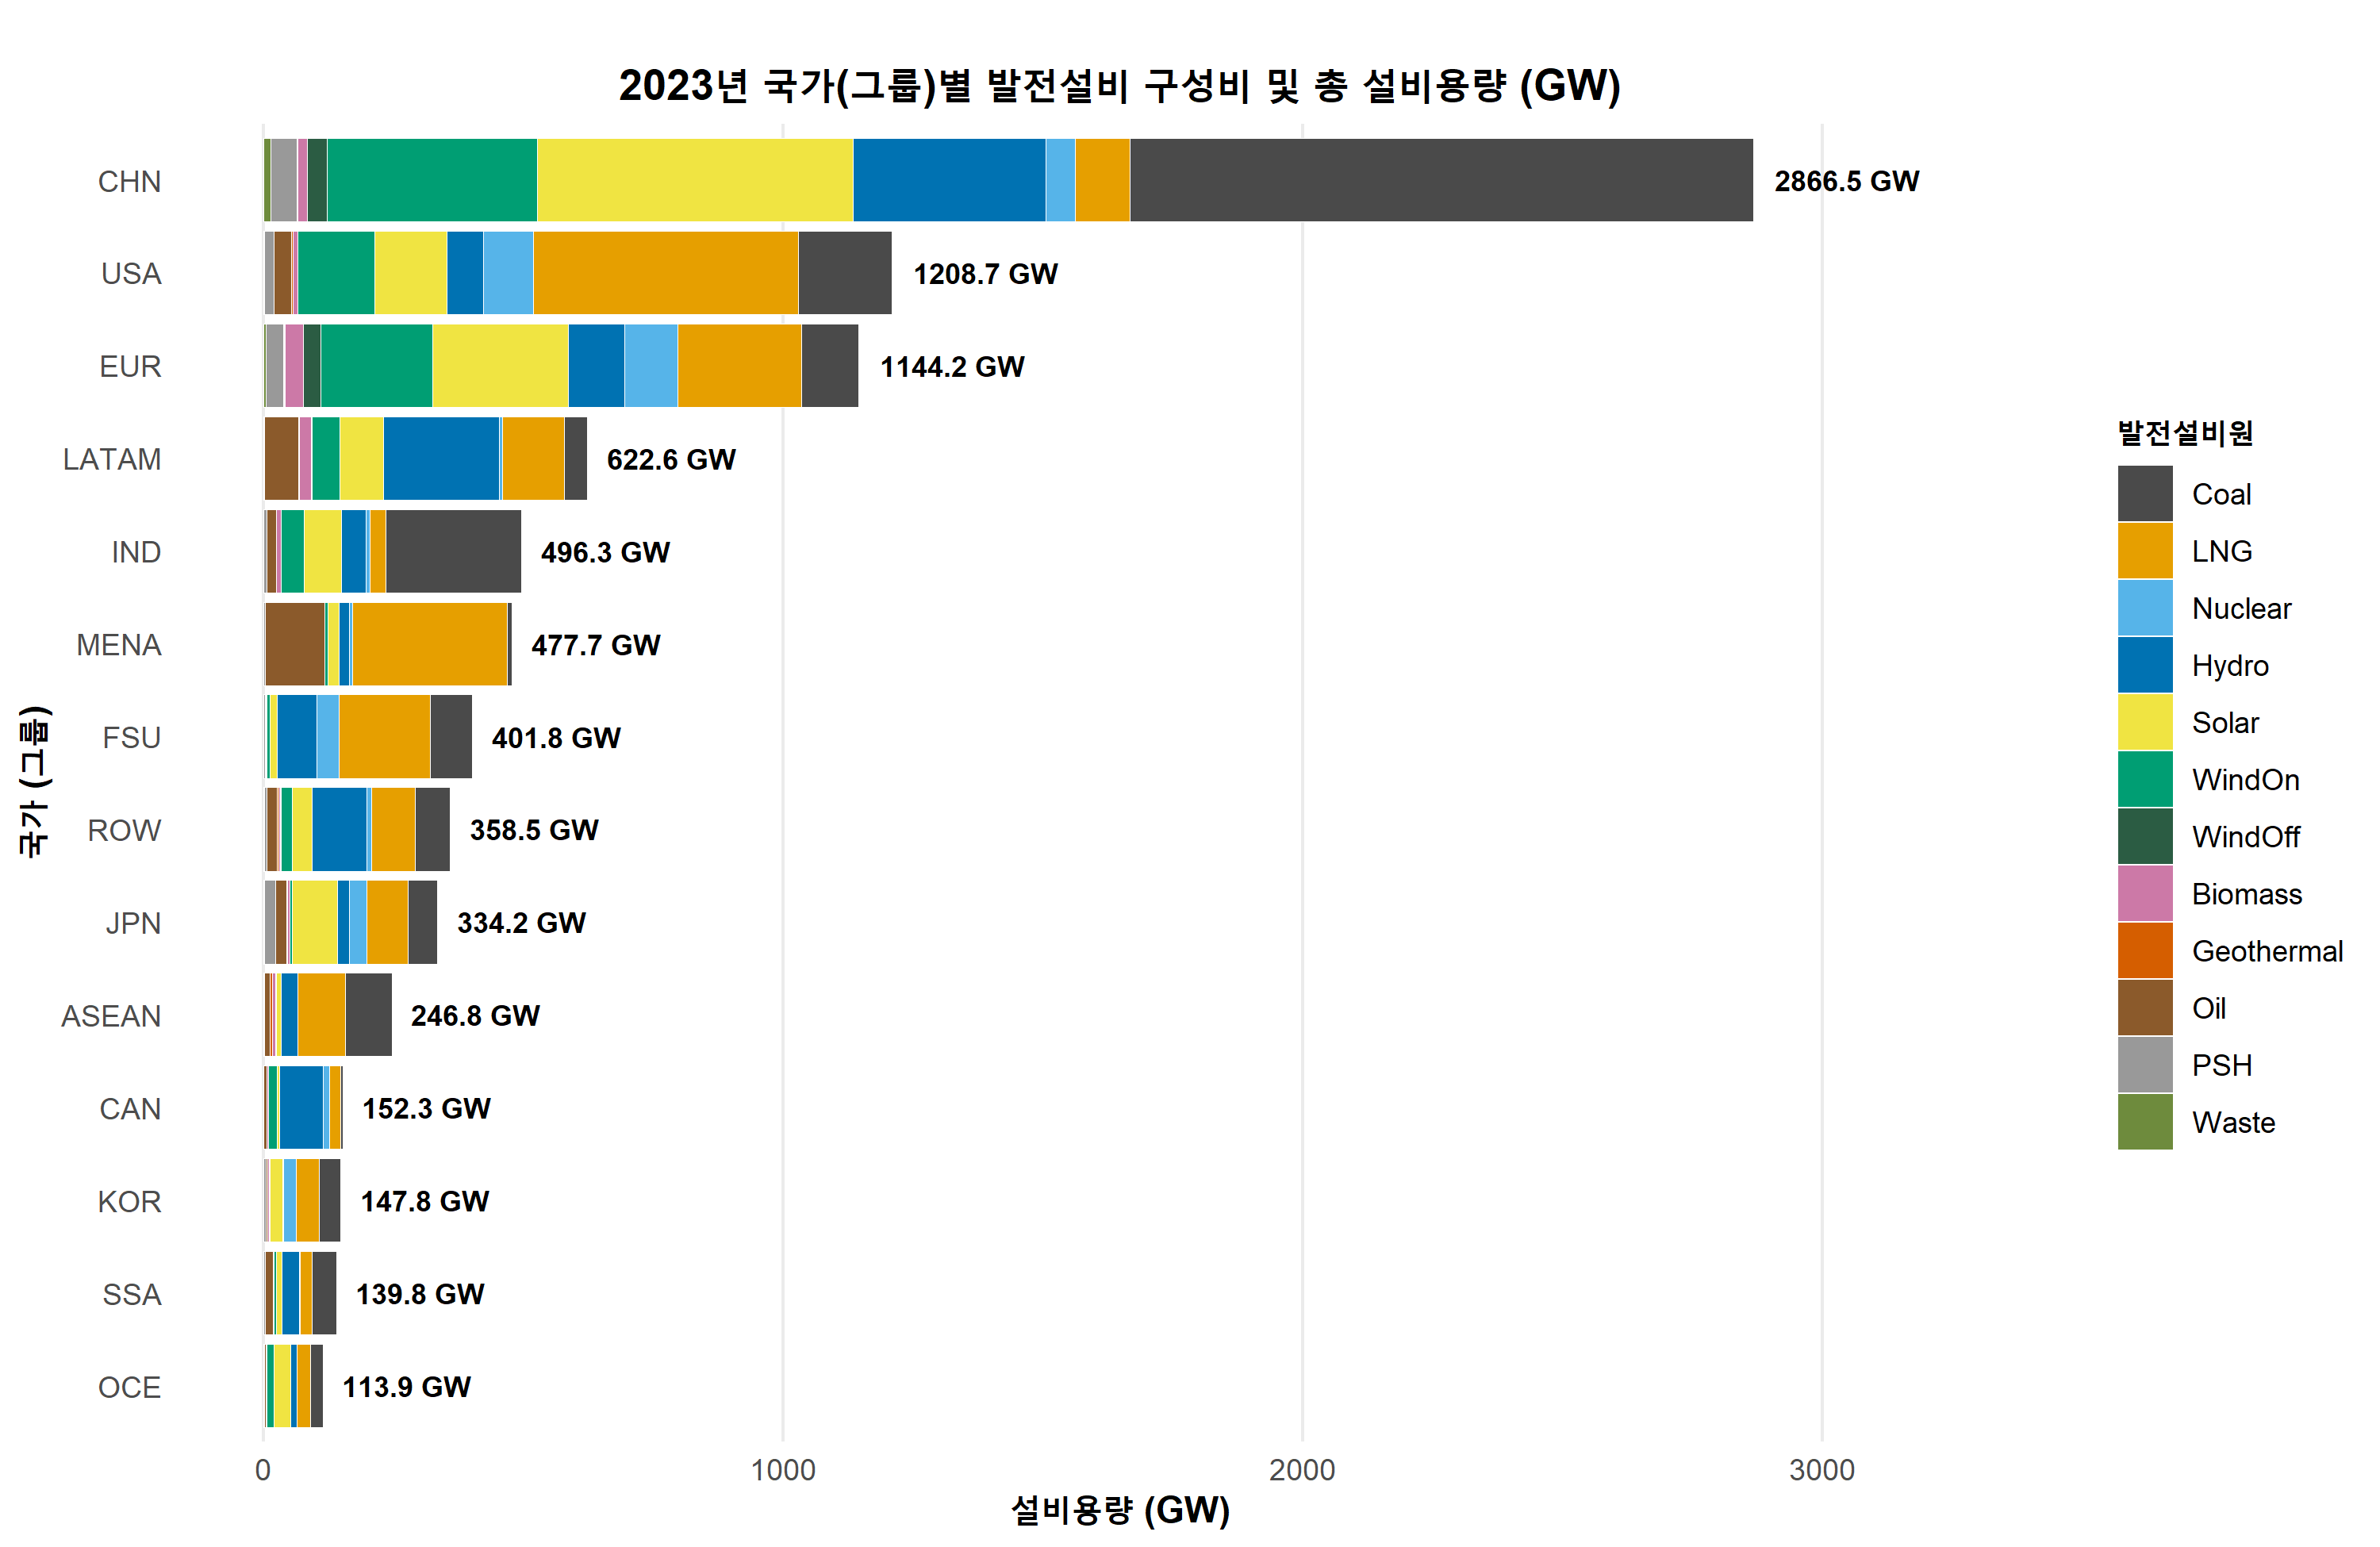 2023년 국가(그룹)별 발전설비 구성비 및 총 설비용량 (GW)
국가 (그룹)
CHN 2866.5 GW
USA 1208.7 GW
EUR 1144.2 GW
LATAM 622.6 GW
IND 496.3 GW
MENA 477.7 GW
FSU 401.8 GW
ROW 358.5 GW
JPN 334.2 GW
ASEAN 246.8 GW
CAN 152.3 GW
KOR 147.8 GW
SSA 139.8 GW
OCE 113.9 GW
0 1000 2000 3000
설비용량 (GW)
발전설비원
Coal
LNG
Nuclear
Hydro
Solar
WindOn
WindOff
Biomass
Geothermal
Oil
PSH
Waste